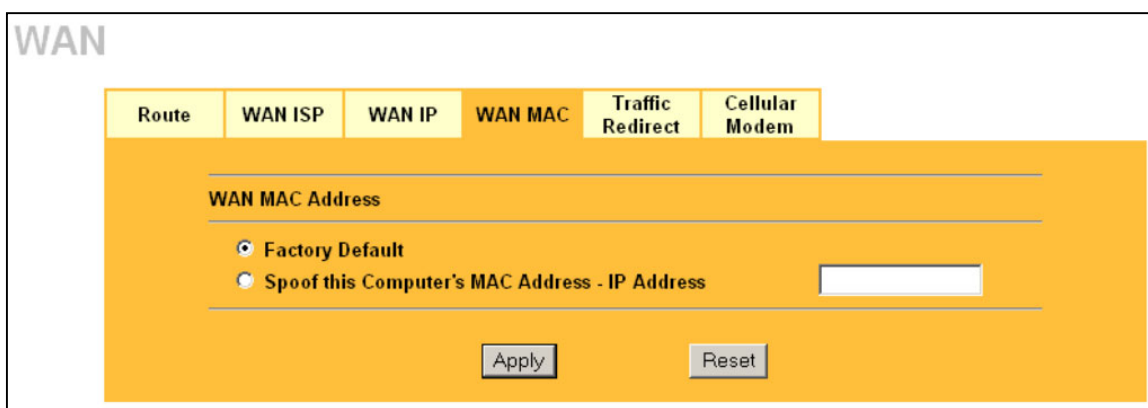 WAN
Route WAN ISP WAN IP WAN MAC Traffic Redirect Cellular Modem
WAN MAC Address
Factory Default
Spoof this Computer's MAC Address - IP Address
Apply Reset